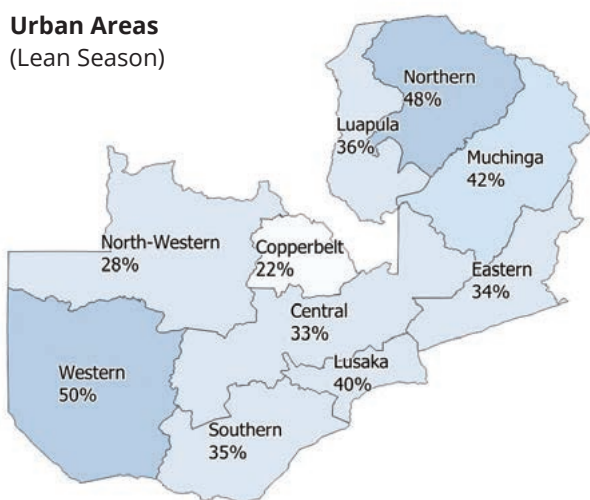 Urban Areas
(Lean Season)
Northern
48%
Luapula
36%
Muchinga
42%
North-Western
28%
Copperbelt
22%
Eastern
34%
Central
33%
Lusaka
40%
Western
50%
Southern
35%